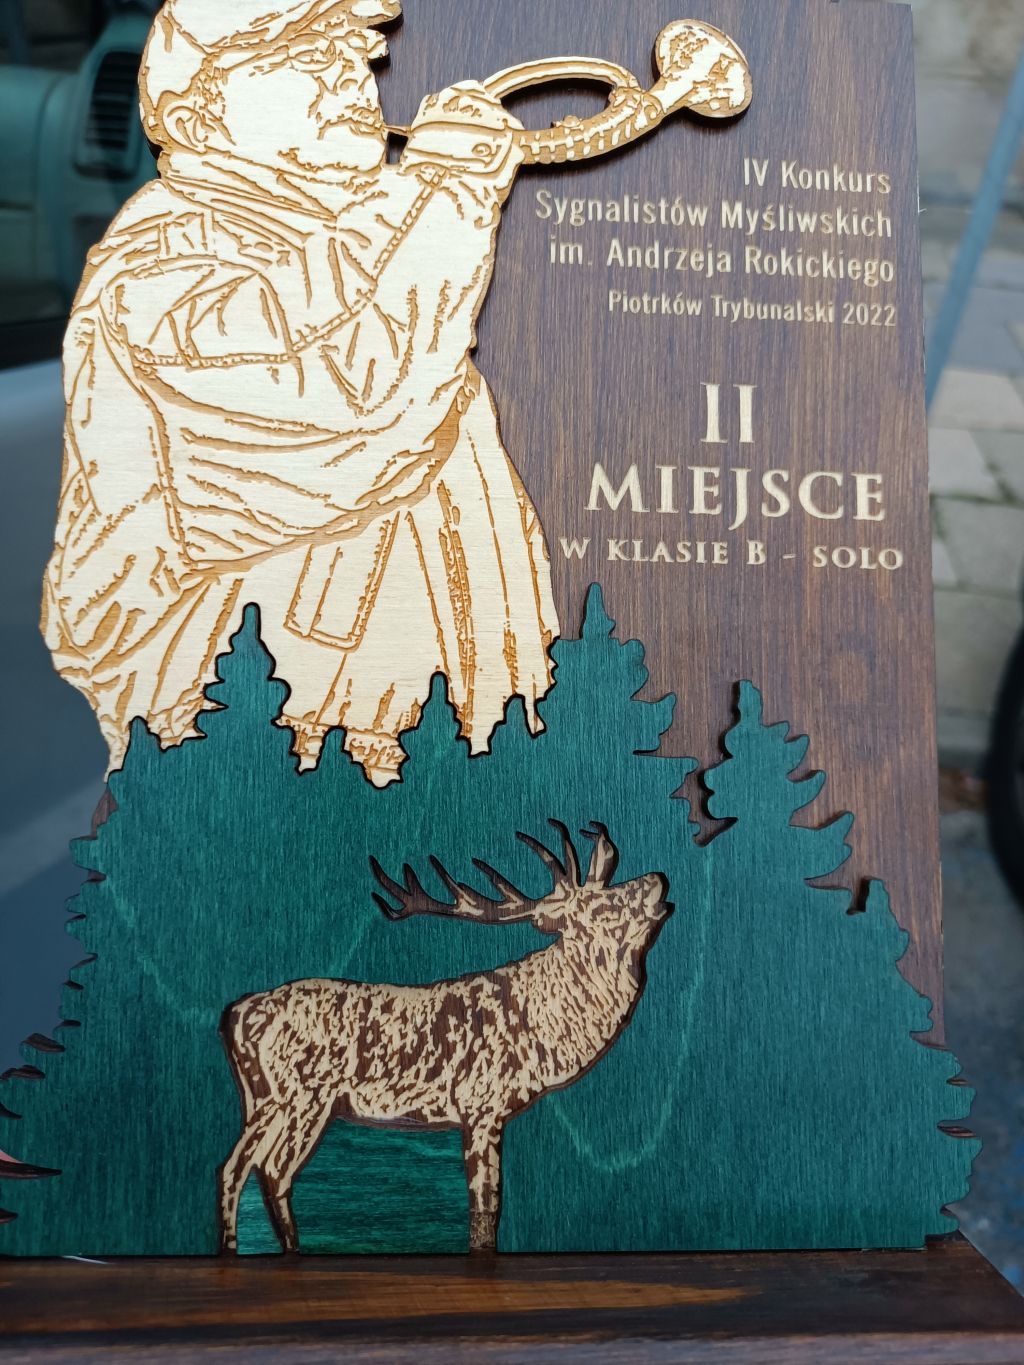 IV Konkurs
Sygnalistów Myśliwskich
im. Andrzeja Rokickiego
Piotrków Trybunalski 2022
II
MIEJSCE
W KLASIE B - SOLO